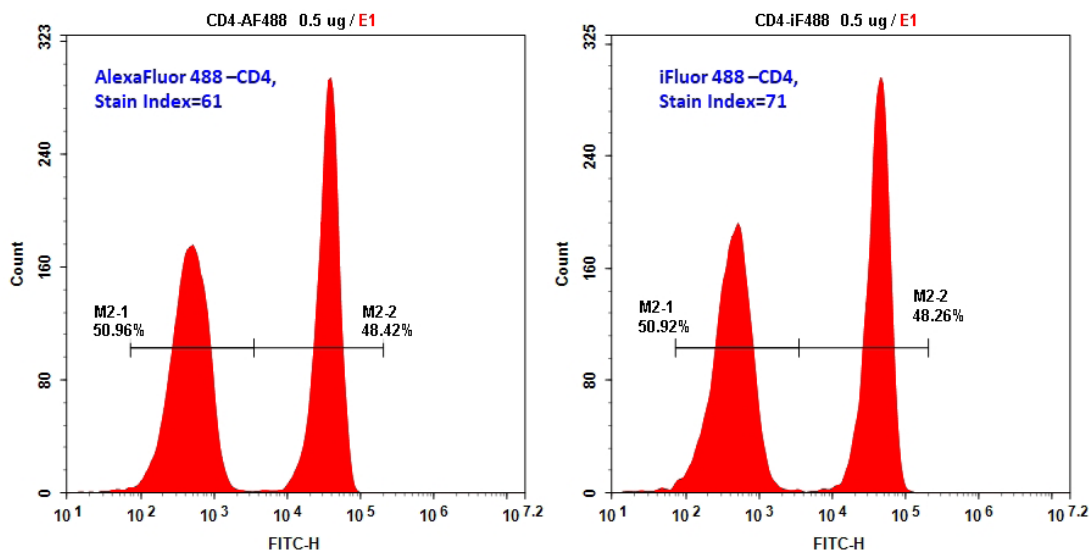 CD4-AF488 0.5 ug / E1
323
240
160
80
0
Count
AlexaFluor 488 –CD4,
Stain Index=61
M2-1
50.96%
M2-2
48.42%
10 1
10 2
10 3
10 4
10 5
10 6
10 7.2
FITC-H
CD4-iF488 0.5 ug / E1
325
240
160
80
0
Count
iFluor 488 –CD4,
Stain Index=71
M2-1
50.92%
M2-2
48.26%
10 1
10 2
10 3
10 4
10 5
10 6
10 7.2
FITC-H